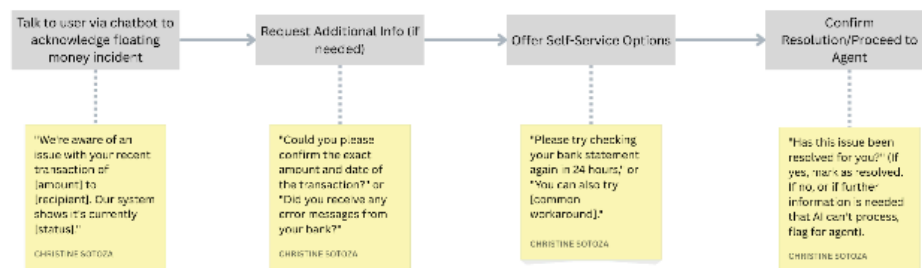 Talk to user via chatbot to
acknowledge floating
money incident
Request Additional Info (if
needed)
Offer Self-Service Options
Confirm
Resolution/Proceed to
Agent
"We're aware of an
issue with your recent
transaction of
[amount] to
[recipient]. Our system
shows it's currently
[status]."
CHRISTINE SOTOZA
"Could you please
confirm the exact
amount and date of
the transaction?" or
"Did you receive any
error messages from
your bank?"
CHRISTINE SOTOZA
"Please try checking
your bank statement
again in 24 hours," or
"You can also try
[common
workaround]."
CHRISTINE SOTOZA
"Has this issue been
resolved for you?" (If
yes, mark as resolved.
If no, or if further
information is needed
that AI can't process,
flag for agent).
CHRISTINE SOTOZA